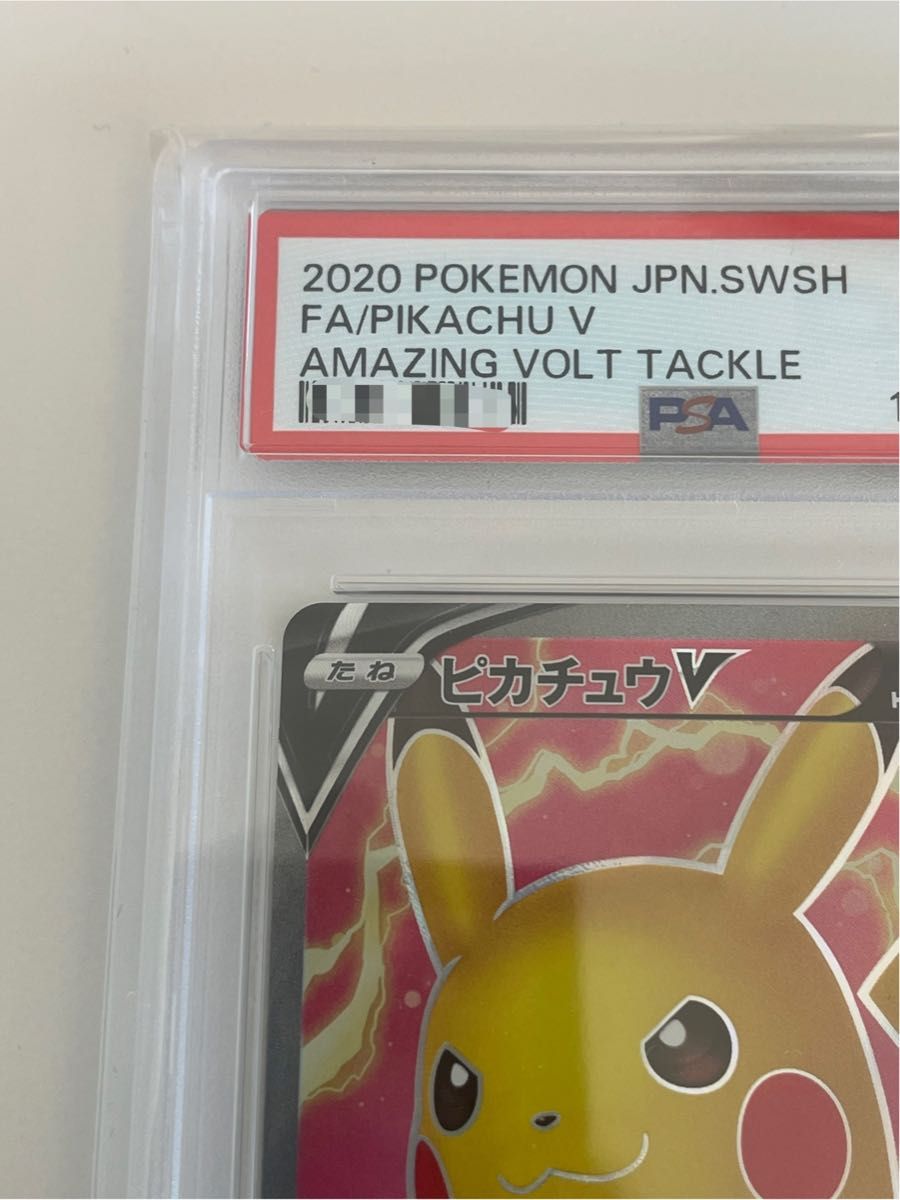 2020 POKEMON JPN.SWSH
FA/PIKACHU V
AMAZING VOLT TACKLE
PSA
たね ピカチュウV